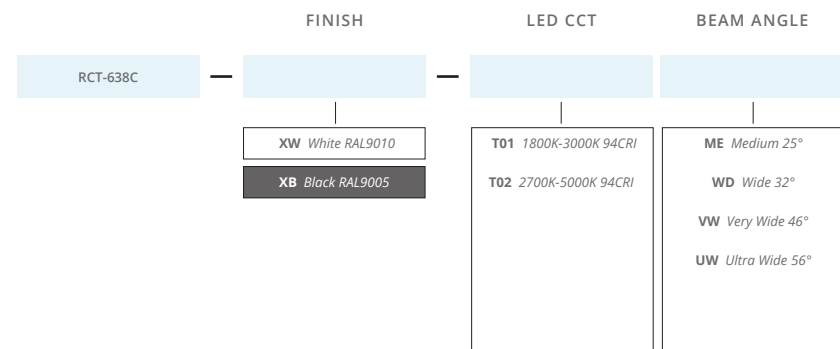 FINISH LED CCT BEAM ANGLE
RCT-638C
XW White RAL9010 T01 1800K-3000K 94CRI ME Medium 25°
XB Black RAL9005 T02 2700K-5000K 94CRI WD Wide 32°
VW Very Wide 46°
UW Ultra Wide 56°